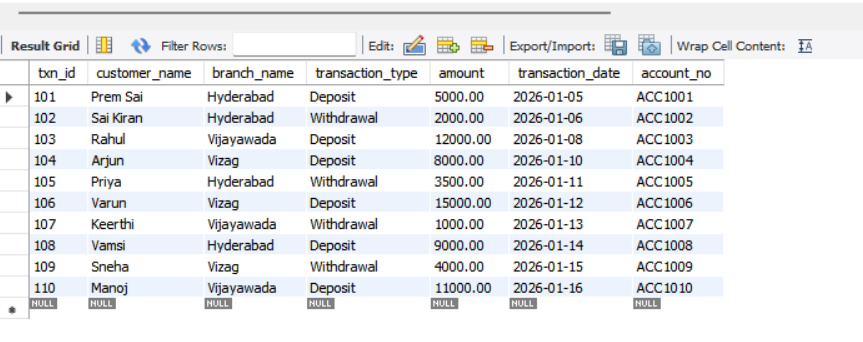 Result Grid Filter Rows: Edit: Export/Import: Wrap Cell Content:
txn_id customer_name branch_name transaction_type amount transaction_date account_no
101 Prem Sai Hyderabad Deposit 5000.00 2026-01-05 ACC1001
102 Sai Kiran Hyderabad Withdrawal 2000.00 2026-01-06 ACC1002
103 Rahul Vijayawada Deposit 12000.00 2026-01-08 ACC1003
104 Arjun Vizag Deposit 8000.00 2026-01-10 ACC1004
105 Priya Hyderabad Withdrawal 3500.00 2026-01-11 ACC1005
106 Varun Vizag Deposit 15000.00 2026-01-12 ACC1006
107 Keerthi Vijayawada Withdrawal 1000.00 2026-01-13 ACC1007
108 Vamsi Hyderabad Deposit 9000.00 2026-01-14 ACC1008
109 Sneha Vizag Withdrawal 4000.00 2026-01-15 ACC1009
110 Manoj Vijayawada Deposit 11000.00 2026-01-16 ACC1010
NULL NULL NULL NULL NULL NULL NULL